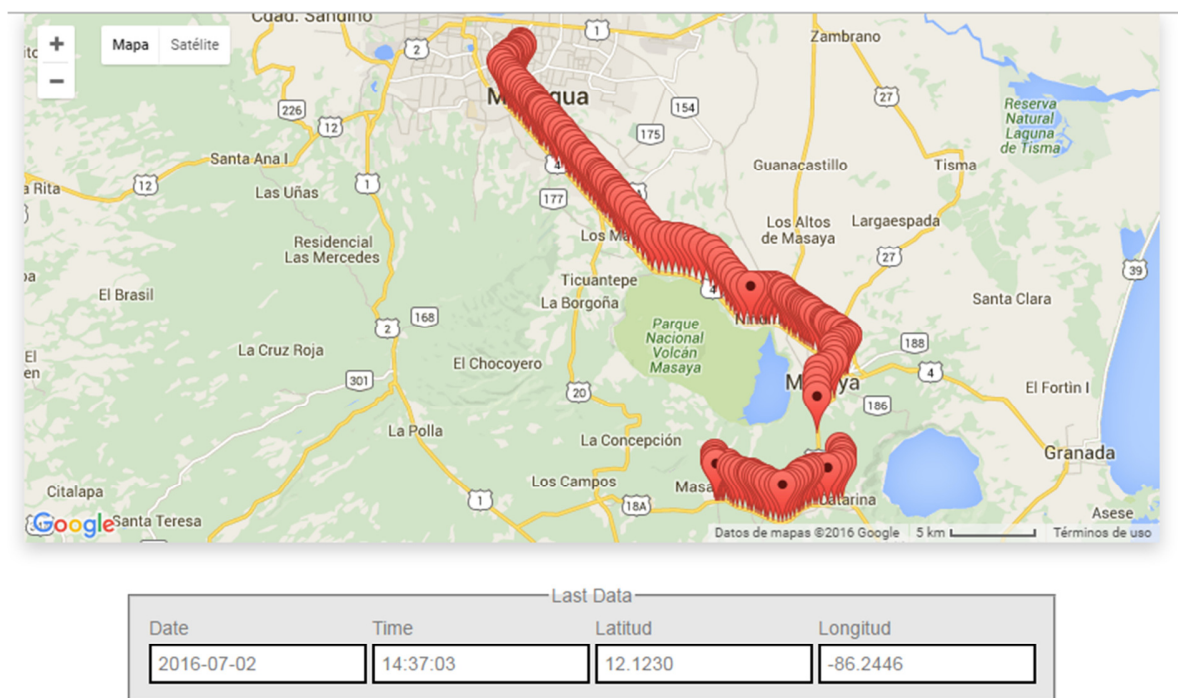 Cdad. Sandino
Mapa
Satélite
+
−
2
1
Zambrano
27
154
226
12
175
Reserva
Natural
Laguna
de Tisma
Santa Ana I
Guanacastillo
Tisma
4
12
1
177
Rita
Las Uñas
Los Altos
de Masaya
Largaespada
Residencial
Las Mercedes
27
39
Ticuantepe
4
El Brasil
La Borgoña
Santa Clara
168
2
Parque
Nacional
Volcán
Masaya
La Cruz Roja
El Chocoyero
188
301
20
4
El Fortin I
186
La Polla
La Concepción
Granada
Los Campos
Citalapa
1
18A
Asese
Google
Santa Teresa
Datos de mapas ©2016 Google
5 km
Términos de uso
Last Data
Date
Time
Latitud
Longitud
2016-07-02
14:37:03
12.1230
-86.2446